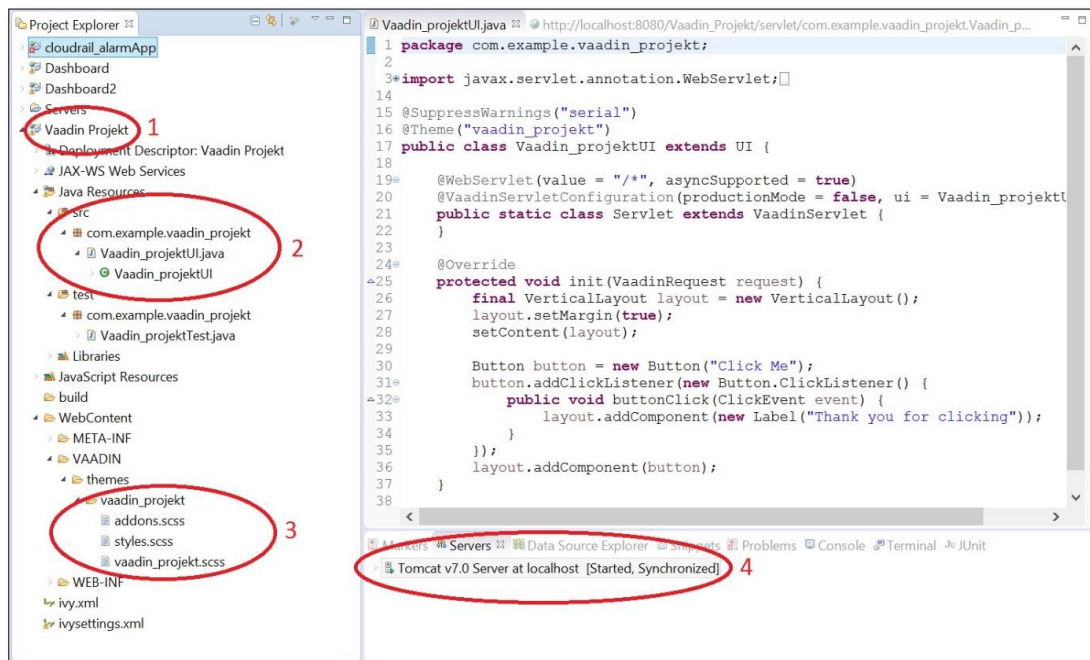 Project Explorer
cloudrail_alarmApp
Dashboard
Dashboard2
Servers
Vaadin Projekt 1
Deployment Descriptor: Vaadin Projekt
JAX-WS Web Services
Java Resources
src
com.example.vaadin_projekt
Vaadin_projektUI.java 2
Vaadin_projektUI
test
com.example.vaadin_projekt
Vaadin_projektTest.java
Libraries
JavaScript Resources
build
WebContent
META-INF
VAADIN
themes
vaadin_projekt
addons.scss
styles.scss 3
vaadin_projekt.scss
WEB-INF
ivy.xml
ivysettings.xml
Vaadin_projektUI.java http://localhost:8080/Vaadin_Projekt/servlet/com.example.vaadin_projekt.Vaadin_p...
1 package com.example.vaadin_projekt;
2
3 import javax.servlet.annotation.WebServlet;
14
15 @SuppressWarnings("serial")
16 @Theme("vaadin_projekt")
17 public class Vaadin_projektUI extends UI {
18
19 @WebServlet(value = "/*", asyncSupported = true)
20 @VaadinServletConfiguration(productionMode = false, ui = Vaadin_projektU
21 public static class Servlet extends VaadinServlet {
22 }
23
24 @Override
25 protected void init(VaadinRequest request) {
26 final VerticalLayout layout = new VerticalLayout();
27 layout.setMargin(true);
28 setContent(layout);
29
30 Button button = new Button("Click Me");
31 button.addClickListener(new Button.ClickListener() {
32 public void buttonClick(ClickEvent event) {
33 layout.addComponent(new Label("Thank you for clicking"));
34 }
35 });
36 layout.addComponent(button);
37 }
38
Markers Servers Data Source Explorer Snippets Problems Console Terminal JUnit
Tomcat v7.0 Server at localhost [Started, Synchronized] 4